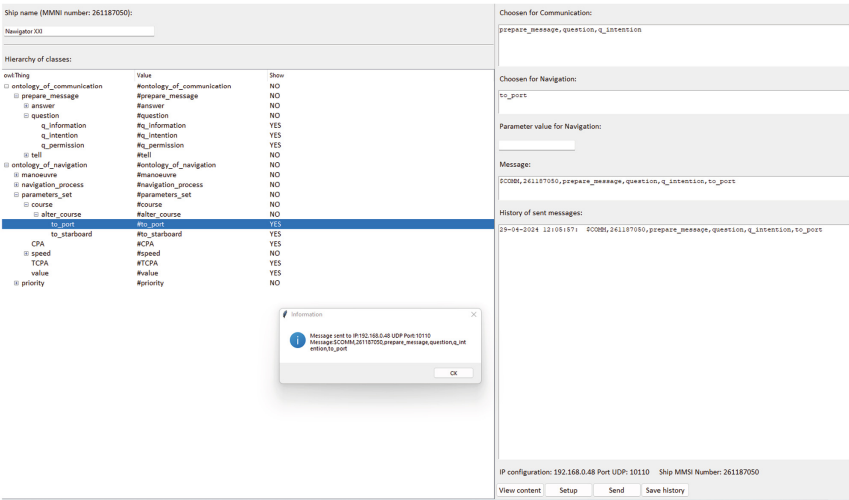 Ship name (MMNI number: 261187050):
Nawigator XXI
Hierarchy of classes:
owl:Thing Value Show
ontology_of_communication #ontology_of_communication NO
prepare_message #prepare_message NO
answer #answer NO
question #question NO
q_information #q_information YES
q_intention #q_intention YES
q_permission #q_permission YES
tell #tell NO
ontology_of_navigation #ontology_of_navigation NO
manoeuvre #manoeuvre NO
navigation_process #navigation_process NO
parameters_set #parameters_set NO
course #course NO
alter_course #alter_course NO
to_port #to_port YES
to_starboard #to_starboard YES
CPA #CPA YES
speed #speed NO
TCPA #TCPA YES
value #value YES
priority #priority NO
Information
Message sent to IP:192.168.0.48 UDP Port:10110
Message:$COMM,261187050,prepare_message,question,q_int
ention,to_port
OK
Choosen for Communication:
prepare_message,question,q_intention
Choosen for Navigation:
to_port
Parameter value for Navigation:
Message:
$COMM,261187050,prepare_message,question,q_intention,to_port
History of sent messages:
29-04-2024 12:05:57: $COMM,261187050,prepare_message,question,q_intention,to_port
IP configuration: 192.168.0.48 Port UDP: 10110 Ship MMSI Number: 261187050
View content Setup Send Save history